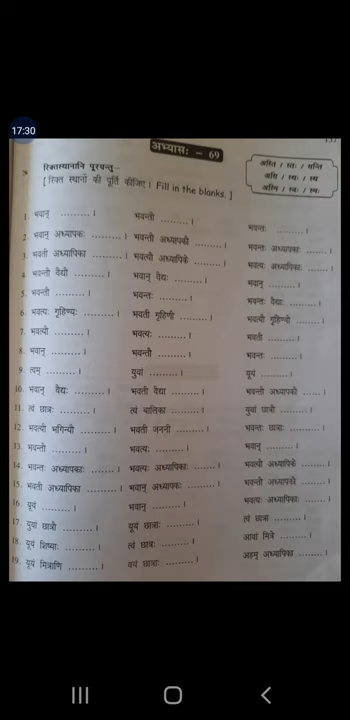 17:30
137
अभ्यासः – 69
रिक्तस्थानानि पूरयन्तु–
[ रिक्त स्थानों की पूर्ति कीजिए। Fill in the blanks. ]
अस्ति / स्तः / सन्ति
असि / स्थः / स्थ
अस्मि / स्वः / स्मः
1. भवान् ......... । भवन्तौ ......... । भवन्तः ......... ।
2. भवान् अध्यापकः ......... । भवन्तौ अध्यापकौ ......... । भवन्तः अध्यापकाः ....... ।
3. भवती अध्यापिका ......... । भवत्यौ अध्यापिके ......... । भवत्यः अध्यापिकाः ....... ।
4. भवन्तौ वैद्यौ ......... । भवान् वैद्यः ......... । भवान् ......... ।
5. भवन्तौ ......... । भवन्तः ......... । भवन्तः वैद्याः ......... ।
6. भवत्यः गृहिण्यः ......... । भवती गृहिणी ......... । भवत्यौ गृहिण्यौ ........ ।
7. भवत्यौ ......... । भवत्यः ......... । भवती ......... ।
8. भवान् ......... । भवन्तौ ......... । भवन्तः ......... ।
9. त्वम् ......... । युवां ......... । यूयं ......... ।
10. भवान् वैद्यः ......... । भवती वैद्या ......... । भवन्तौ अध्यापकौ ...... ।
11. त्वं छात्रः ......... । त्वं बालिका ......... । युवां छात्रौ ......... ।
12. भवत्यौ भगिन्यौ ......... । भवती जननी ......... । भवन्तः छात्राः ......... ।
13. भवन्तौ ......... । भवत्यः ......... । भवान् ......... ।
14. भवन्तः अध्यापकाः ....... । भवत्यः अध्यापिकाः ....... । भवत्यौ अध्यापिके ........ ।
15. भवती अध्यापिका ......... । भवान् अध्यापकः ......... । भवन्तौ अध्यापकौ ........ ।
16. यूयं ......... । भवान् ......... । भवत्यः अध्यापिकाः ....... ।
17. युवां छात्रौ ......... । यूयं छात्राः ......... । त्वं छात्रा ......... ।
18. यूयं शिष्याः ......... । त्वं छात्रः ......... । आवां मित्रे ......... ।
19. यूयं मित्राणि ......... । वयं छात्राः ......... । अहम् अध्यापिका ........ ।